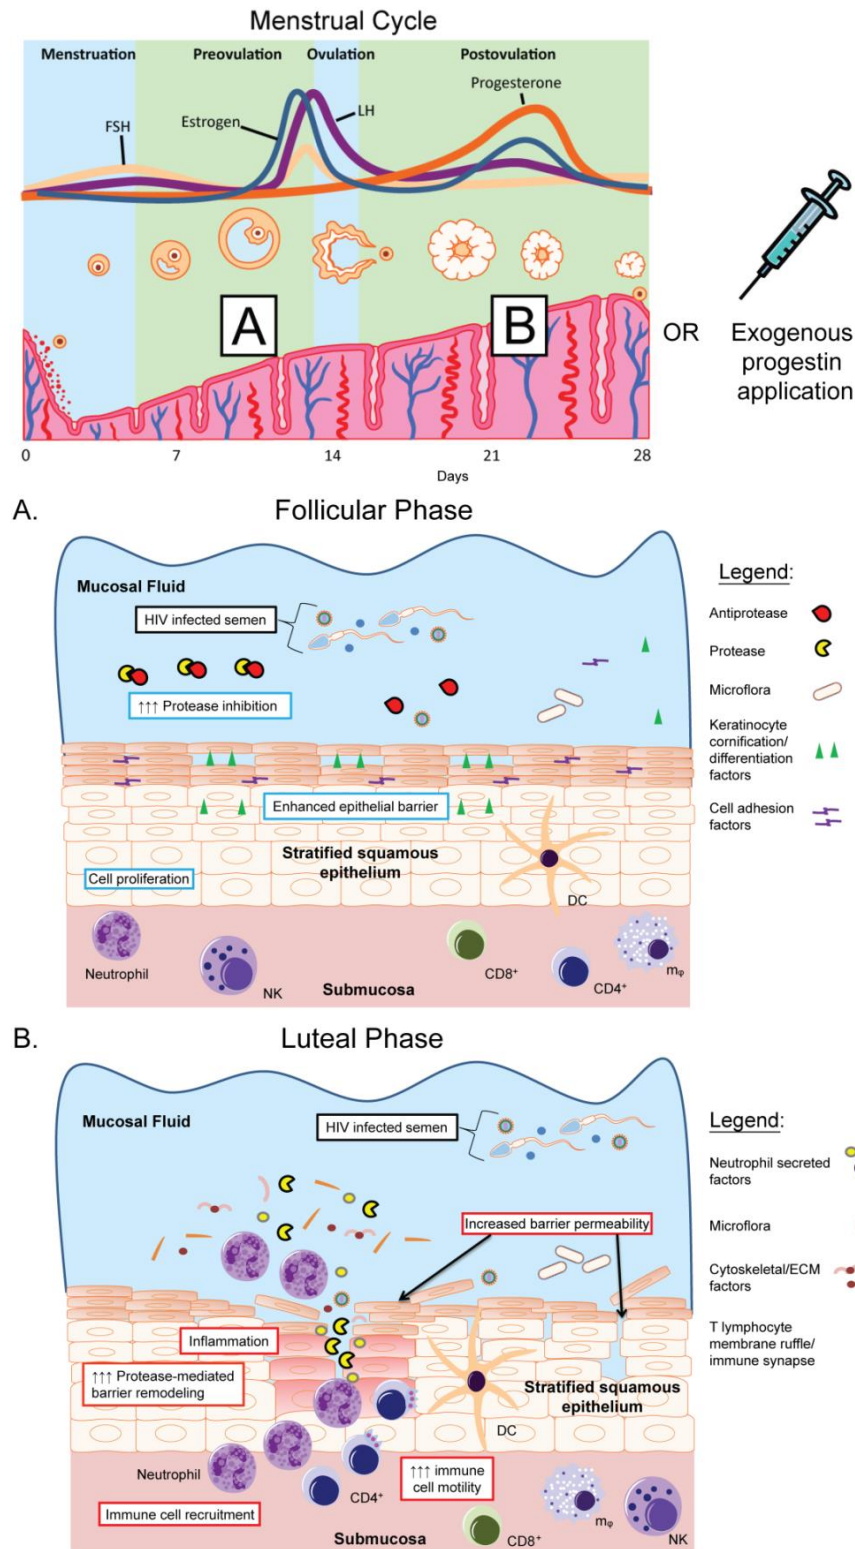 Menstrual Cycle
Menstruation
Preovulation
Ovulation
Postovulation
FSH
Estrogen
LH
Progesterone
A
B
OR
Exogenous
progestin
application
0
7
14
21
28
Days
A.
Follicular Phase
Mucosal Fluid
HIV infected semen
↑↑↑ Protease inhibition
Enhanced epithelial barrier
Stratified squamous
epithelium
Cell proliferation
DC
Neutrophil
NK
CD8⁺
CD4⁺
mφ
Submucosa
Legend:
Antiprotease
Protease
Microflora
Keratinocyte
cornification/
differentiation
factors
Cell adhesion
factors
B.
Luteal Phase
Mucosal Fluid
HIV infected semen
Increased barrier permeability
Inflammation
↑↑↑ Protease-mediated
barrier remodeling
Stratified squamous
epithelium
DC
Neutrophil
CD4⁺
↑↑↑ immune
cell motility
Immune cell recruitment
mφ
NK
CD8⁺
Submucosa
Legend:
Neutrophil secreted
factors
Microflora
Cytoskeletal/ECM
factors
T lymphocyte
membrane ruffle/
immune synapse